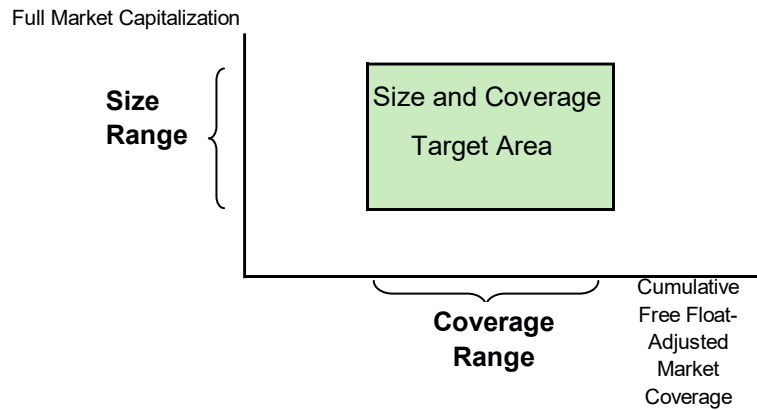 Full Market Capitalization
Size
Range
Size and Coverage
Target Area
Coverage
Range
Cumulative
Free Float-
Adjusted
Market
Coverage